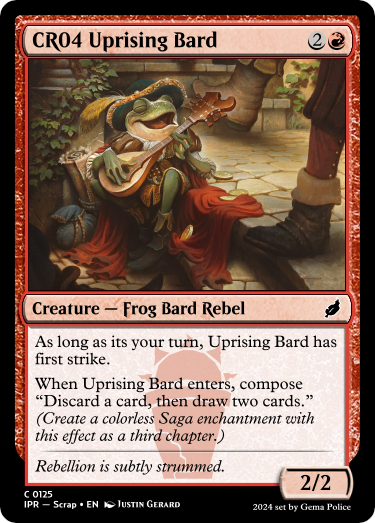 CR04 Uprising Bard 2
Creature — Frog Bard Rebel
As long as its your turn, Uprising Bard has
first strike.
When Uprising Bard enters, compose
“Discard a card, then draw two cards.”
(Create a colorless Saga enchantment with
this effect as a third chapter.)
Rebellion is subtly strummed.
2/2
C 0125
IPR — Scrap • EN Justin Gerard
2024 set by Gema Police